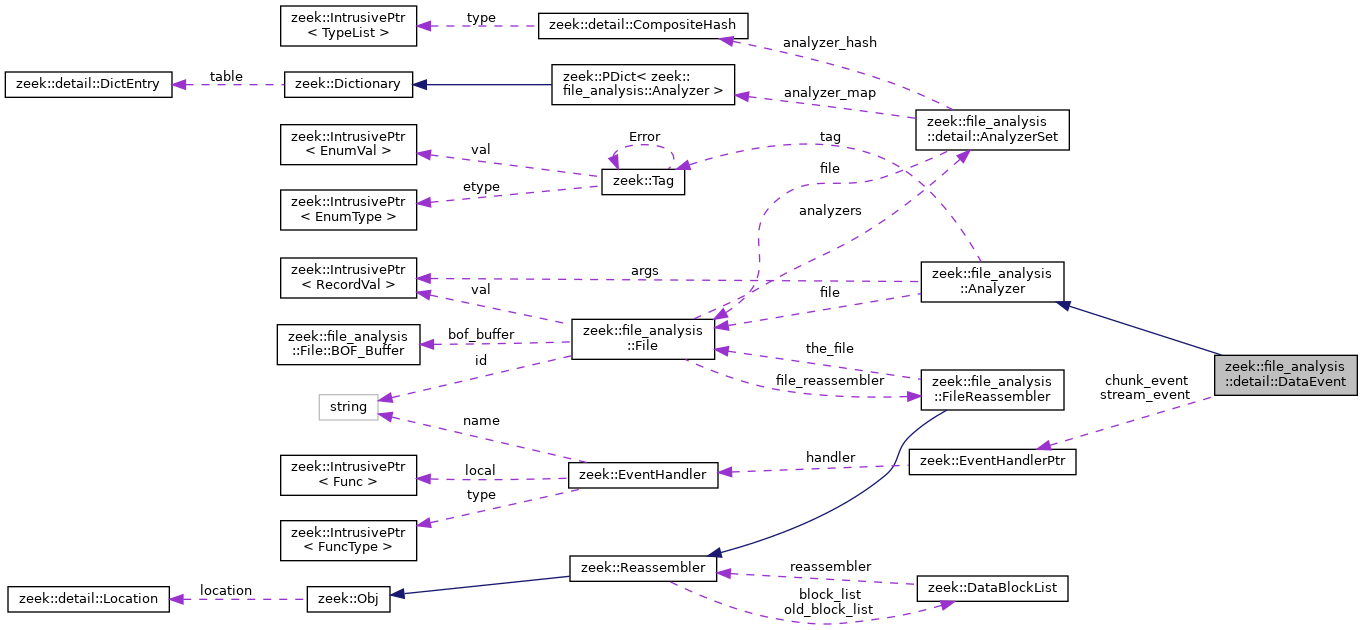 zeek::IntrusivePtr
< TypeList >
type
zeek::detail::CompositeHash
analyzer_hash
zeek::detail::DictEntry
table
zeek::Dictionary
zeek::PDict< zeek::
file_analysis::Analyzer >
analyzer_map
zeek::file_analysis
::detail::AnalyzerSet
zeek::IntrusivePtr
< EnumVal >
val
Error
tag
zeek::Tag
file
etype
zeek::IntrusivePtr
< EnumType >
analyzers
zeek::IntrusivePtr
< RecordVal >
args
val
file
zeek::file_analysis
::Analyzer
zeek::file_analysis
::File::BOF_Buffer
bof_buffer
id
zeek::file_analysis
::File
the_file
file_reassembler
zeek::file_analysis
::FileReassembler
chunk_event
stream_event
zeek::file_analysis
::detail::DataEvent
string
name
zeek::IntrusivePtr
< Func >
local
type
zeek::EventHandler
handler
zeek::EventHandlerPtr
zeek::IntrusivePtr
< FuncType >
zeek::Reassembler
reassembler
block_list
old_block_list
zeek::DataBlockList
zeek::detail::Location
location
zeek::Obj